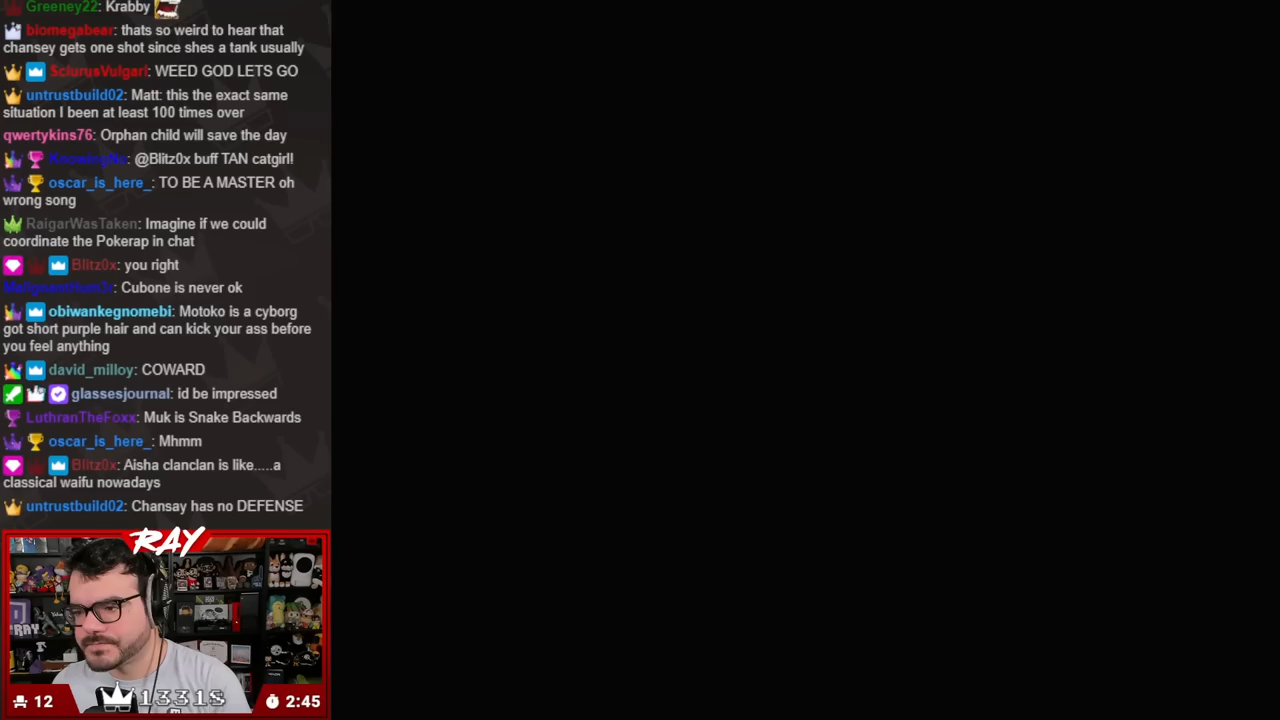 Greeney22: Krabby
biomegabear: thats so weird to hear that
chansey gets one shot since shes a tank usually
SciurusVulgari: WEED GOD LETS GO
untrustbuild02: Matt: this the exact same
situation I been at least 100 times over
qwertykins76: Orphan child will save the day
KnowingNu: @Blitz0x buff TAN catgirl!
oscar_is_here_: TO BE A MASTER oh
wrong song
RaigarWasTaken: Imagine if we could
coordinate the Pokerap in chat
Blitz0x: you right
MalignantHum3r: Cubone is never ok
obiwankegnomebi: Motoko is a cyborg
got short purple hair and can kick your ass before
you feel anything
david_milloy: COWARD
glassesjournal: id be impressed
LuthranTheFoxx: Muk is Snake Backwards
oscar_is_here_: Mhmm
Blitz0x: Aisha clanclan is like.....a
classical waifu nowadays
untrustbuild02: Chansay has no DEFENSE
RAY
12
13318
2:45